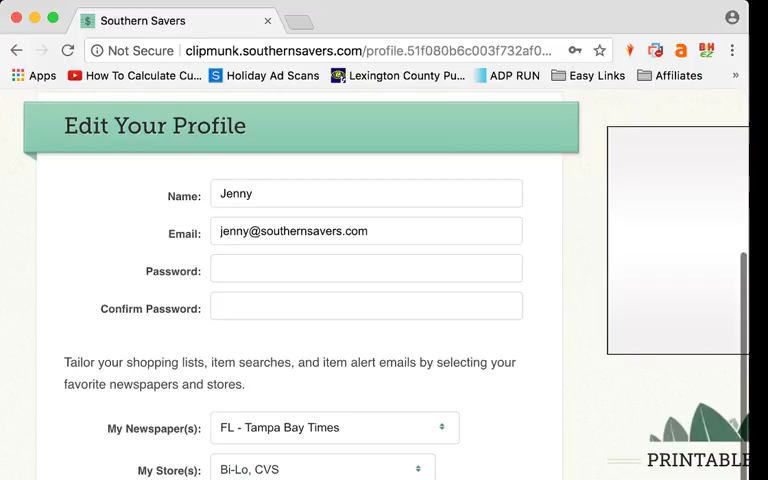 Southern Savers
Not Secure
clipmunk.southernsavers.com/profile.51f080b6c003f732af0...
Apps
How To Calculate Cu...
Holiday Ad Scans
Lexington County Pu...
ADP RUN
Easy Links
Affiliates
»
Edit Your Profile
Name: Jenny
Email: jenny@southernsavers.com
Password:
Confirm Password:
Tailor your shopping lists, item searches, and item alert emails by selecting your
favorite newspapers and stores.
My Newspaper(s): FL - Tampa Bay Times
My Store(s): Bi-Lo, CVS
PRINTABLE